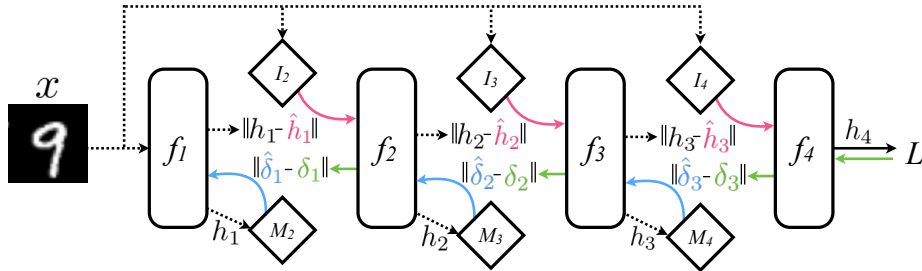 I₂ I₃ I₄
x
9
f₁ f₂ f₃ f₄
‖h₁-ĥ₁‖ ‖h₂-ĥ₂‖ ‖h₃-ĥ₃‖ h₄
L
‖δ̂₁-δ₁‖ ‖δ̂₂-δ₂‖ ‖δ̂₃-δ₃‖
h₁ M₂ h₂ M₃ h₃ M₄